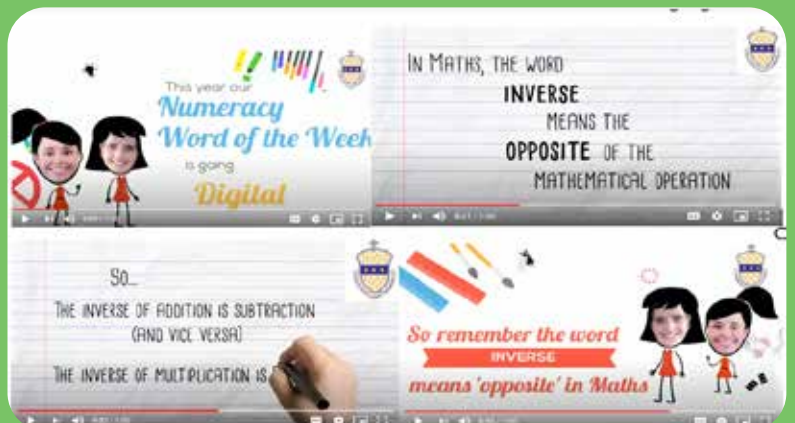 This year our
Numeracy
Word of the Week
is going
Digital
IN MATHS, THE WORD
INVERSE
MEANS THE
OPPOSITE OF THE
MATHEMATICAL OPERATION
SO...
THE INVERSE OF ADDITION IS SUBTRACTION
(AND VICE VERSA)
THE INVERSE OF MULTIPLICATION IS
So remember the word
INVERSE
means 'opposite' in Maths